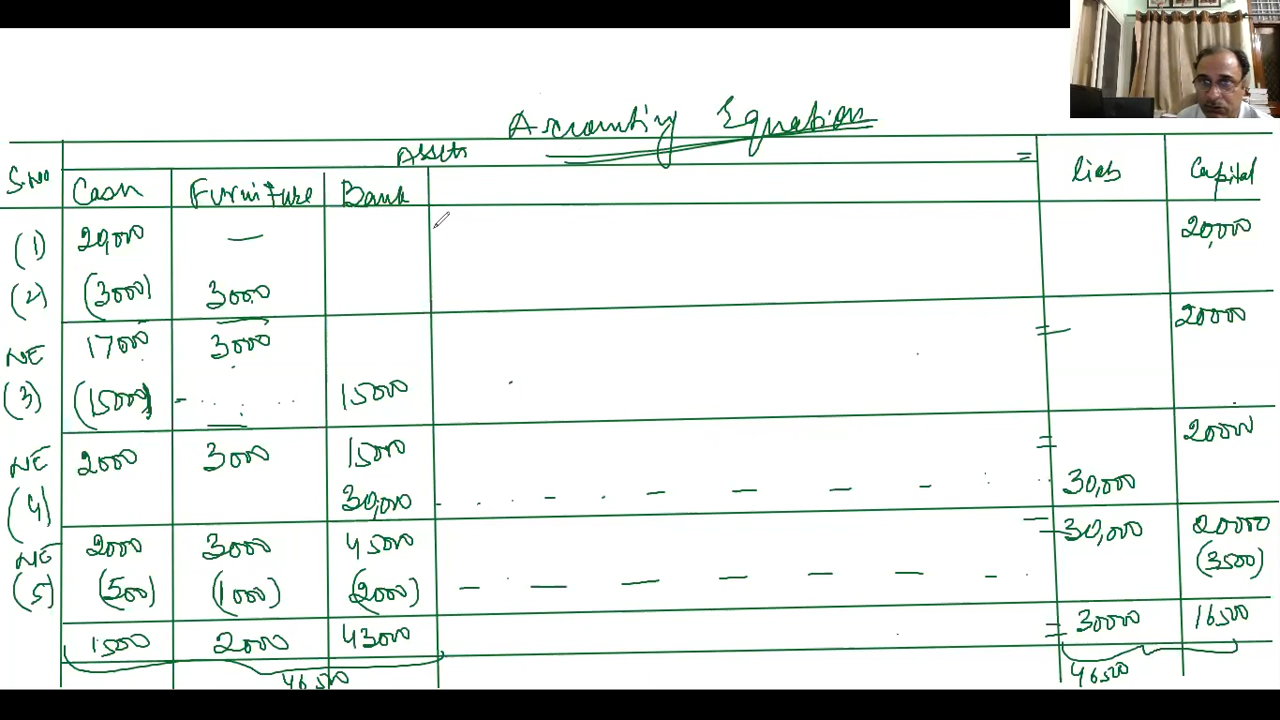 Accounting Equation
S.No Assets = Liab Capital
Cash Furniture Bank
(1) 20,000 — 20,000
(2) (3000) 3000
NE 17000 3000 = 20000
(3) (15000) - 15000
NE 2000 3000 15000 = 20000
(4) 30,000 - - - - - 30,000
NE 2000 3000 45000 = 30,000 20000
(5) (500) (1000) (2000) - - - - - - - (3500)
1500 2000 43000 = 30000 16500
46500 46500